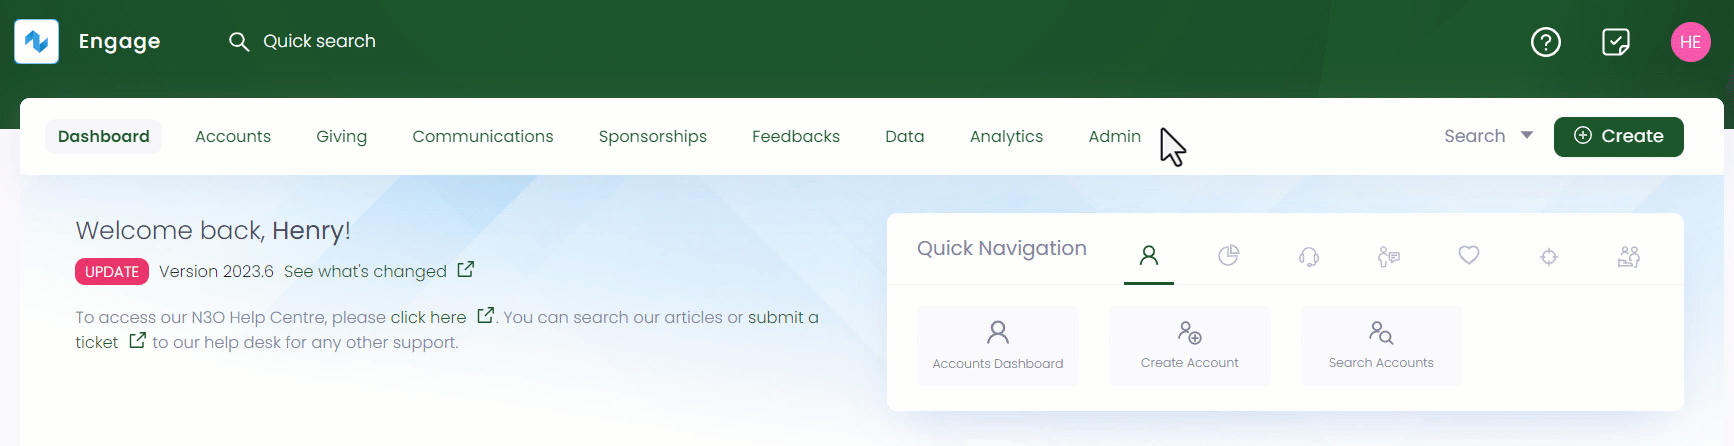 Engage
Quick search
HE
Dashboard Accounts Giving Communications Sponsorships Feedbacks Data Analytics Admin Search Create
Welcome back, Henry!
UPDATE Version 2023.6 See what's changed
To access our N3O Help Centre, please click here . You can search our articles or submit a
ticket to our help desk for any other support.
Quick Navigation
Accounts Dashboard
Create Account
Search Accounts